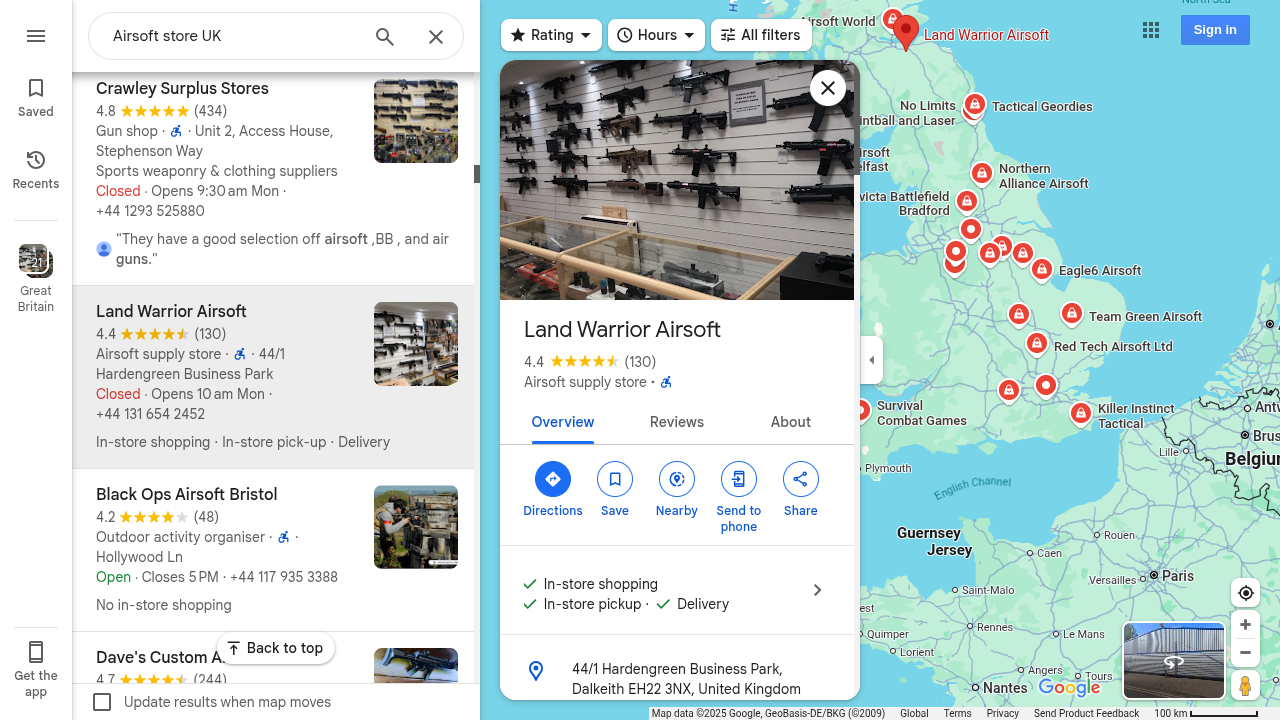 Airsoft store UK
Saved
Recents
21
Great
Britain
Get the
app
Crawley Surplus Stores
4.8 (434)
Gun shop · · Unit 2, Access House,
Stephenson Way
Sports weaponry & clothing suppliers
Closed · Opens 9:30 am Mon ·
+44 1293 525880
"They have a good selection off airsoft ,BB , and air
guns."
Land Warrior Airsoft
4.4 (130)
Airsoft supply store · · 44/1
Hardengreen Business Park
Closed · Opens 10 am Mon ·
+44 131 654 2452
In-store shopping · In-store pick-up · Delivery
Black Ops Airsoft Bristol
4.2 (48)
Outdoor activity organiser · ·
Hollywood Ln
Open · Closes 5 PM · +44 117 935 3388
No in-store shopping
Back to top
Dave's Custom A
4.7 (244)
Update results when map moves
Rating
Hours
All filters
Land Warrior Airsoft
4.4 (130)
Airsoft supply store ·
Overview
Reviews
About
Directions
Save
Nearby
Send to
phone
Share
In-store shopping
In-store pickup · Delivery
44/1 Hardengreen Business Park,
Dalkeith EH22 3NX, United Kingdom
Sign in
North Sea
H
Airsoft World
Land Warrior Airsoft
No Limits
intball and Laser
Tactical Geordies
irsoft
elfast
Northern
Alliance Airsoft
victa Battlefield
Bradford
Eagle6 Airsoft
Team Green Airsoft
Red Tech Airsoft Ltd
Survival
Combat Games
Killer Instinct
Tactical
Plymouth
English Channel
Guernsey
Jersey
Lille
Antw
Brus
Belgium
Rouen
Caen
Versailles
Paris
Saint-Malo
est
Quimper
Rennes
Le Mans
Lorient
Angers
Tours
Nantes
Google
Map data ©2025 Google, GeoBasis-DE/BKG (©2009)
Global
Terms
Privacy
Send Product Feedback
100 km